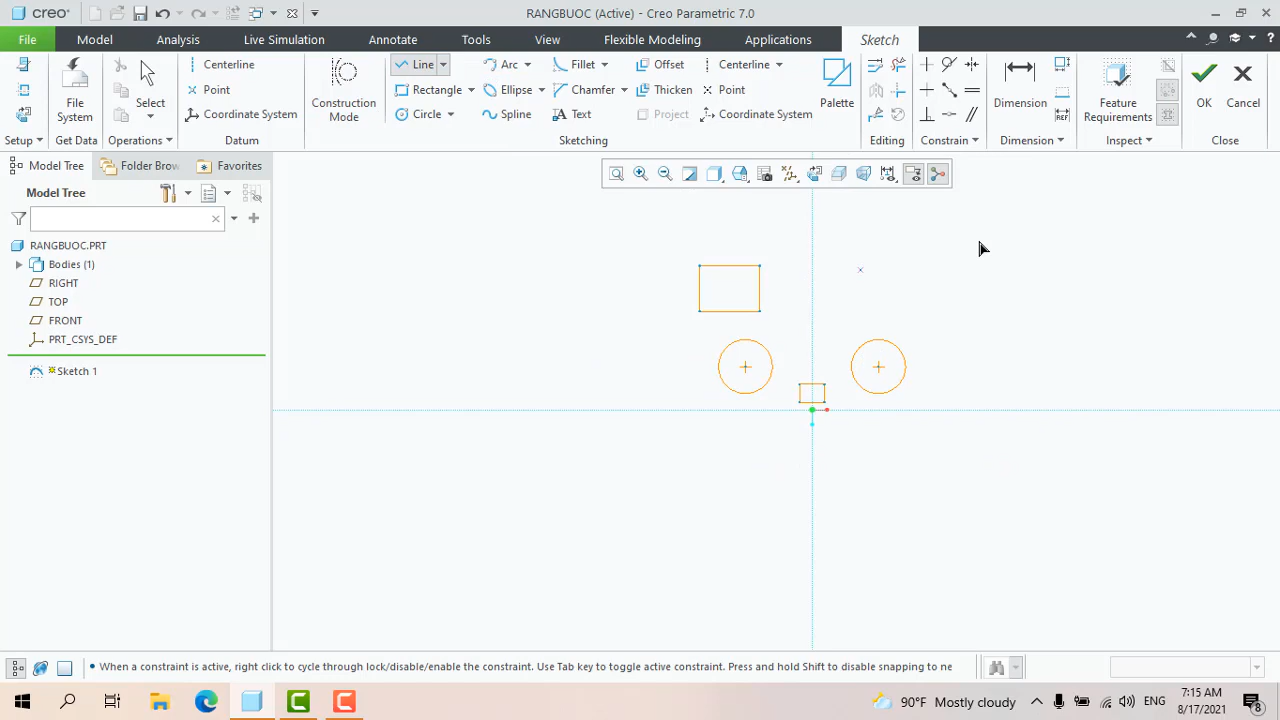 creo° RANGBUOC (Active) - Creo Parametric 7.0
File Model Analysis Live Simulation Annotate Tools View Flexible Modeling Applications Sketch
Centerline Line Arc Fillet Offset Centerline
Point Rectangle Ellipse Chamfer Thicken Point
File System Select Coordinate System Construction Mode Circle Spline Text Project Coordinate System Palette Dimension Feature Requirements OK Cancel
Setup Get Data Operations Datum Sketching Editing Constrain Dimension Inspect Close
Model Tree Folder Brow Favorites
Model Tree
RANGBUOC.PRT
Bodies (1)
RIGHT
TOP
FRONT
PRT_CSYS_DEF
Sketch 1
• When a constraint is active, right click to cycle through lock/disable/enable the constraint. Use Tab key to toggle active constraint. Press and hold Shift to disable snapping to ne
90°F Mostly cloudy ENG 7:15 AM
8/17/2021 8